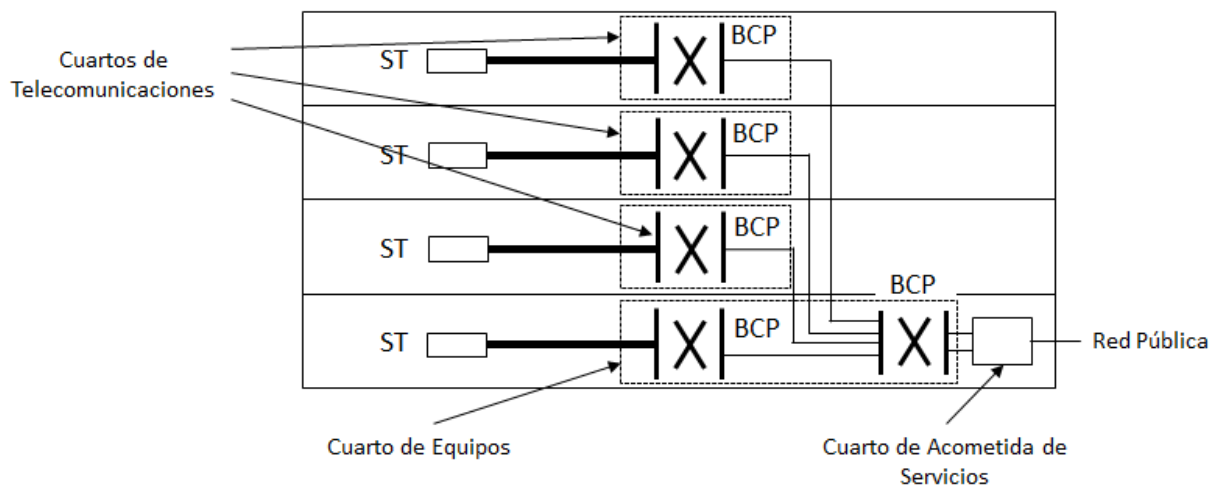 Cuartos de
Telecomunicaciones
ST
BCP
ST
BCP
ST
BCP
BCP
ST
BCP
Red Pública
Cuarto de Equipos
Cuarto de Acometida de
Servicios